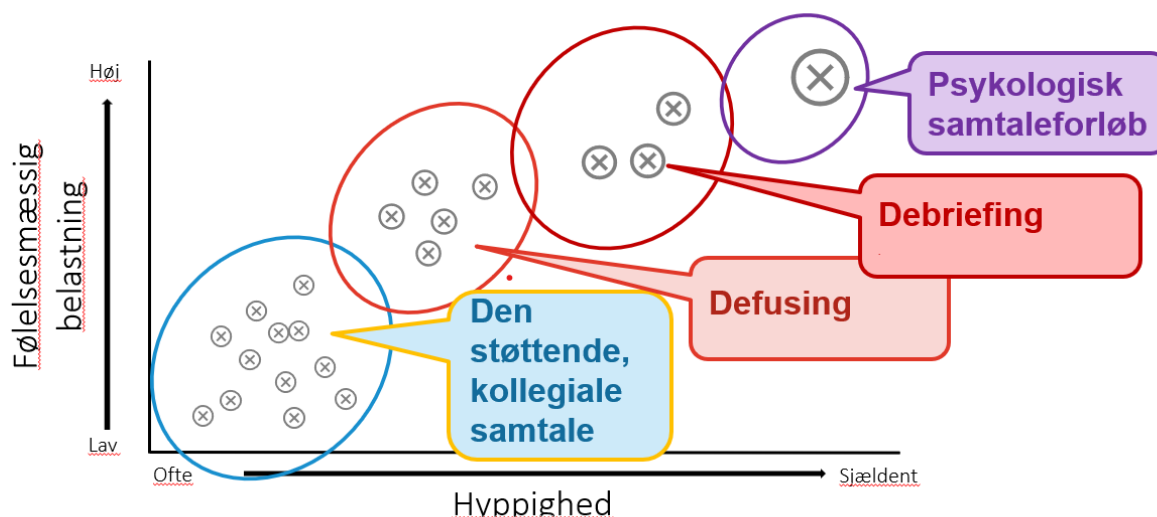 Høj
Følelsesmæssig
belastning
Lav
Ofte
Hyppighed
Sjældent
Den
støttende,
kollegiale
samtale
Defusing
Debriefing
Psykologisk
samtaleforløb